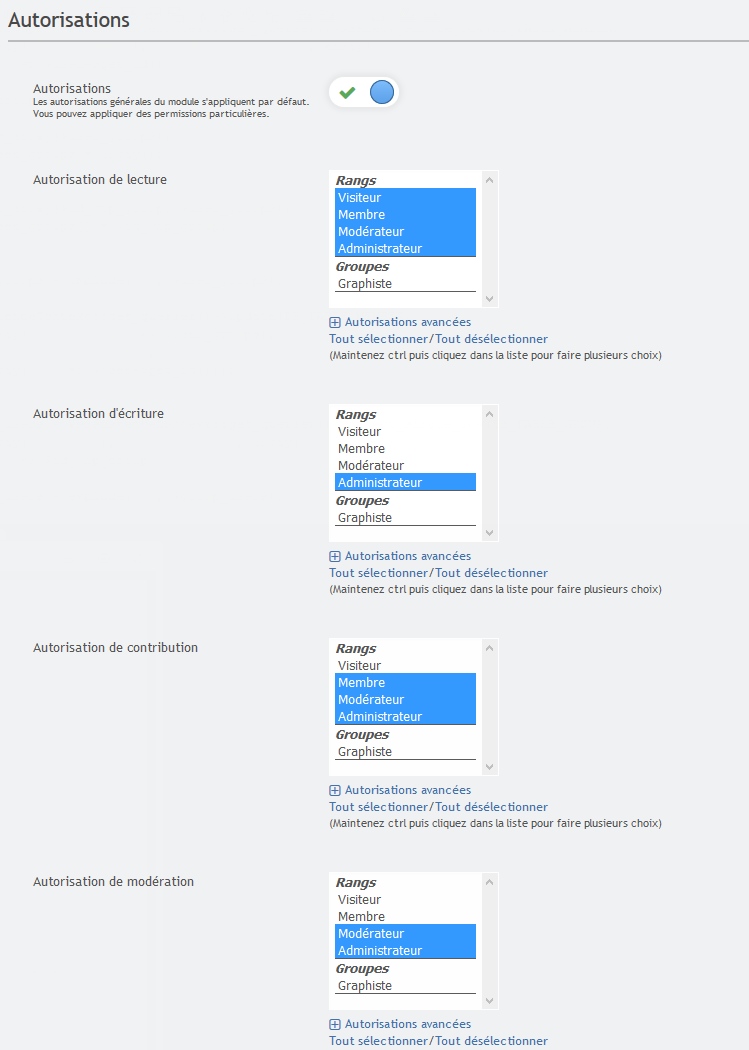 Autorisations
Autorisations
Les autorisations générales du module s'appliquent par défaut.
Vous pouvez appliquer des permissions particulières.
Autorisation de lecture
Rangs
Visiteur
Membre
Modérateur
Administrateur
Groupes
Graphiste
Autorisations avancées
Tout sélectionner/Tout désélectionner
(Maintenez ctrl puis cliquez dans la liste pour faire plusieurs choix)
Autorisation d'écriture
Rangs
Visiteur
Membre
Modérateur
Administrateur
Groupes
Graphiste
Autorisations avancées
Tout sélectionner/Tout désélectionner
(Maintenez ctrl puis cliquez dans la liste pour faire plusieurs choix)
Autorisation de contribution
Rangs
Visiteur
Membre
Modérateur
Administrateur
Groupes
Graphiste
Autorisations avancées
Tout sélectionner/Tout désélectionner
(Maintenez ctrl puis cliquez dans la liste pour faire plusieurs choix)
Autorisation de modération
Rangs
Visiteur
Membre
Modérateur
Administrateur
Groupes
Graphiste
Autorisations avancées
Tout sélectionner/Tout désélectionner